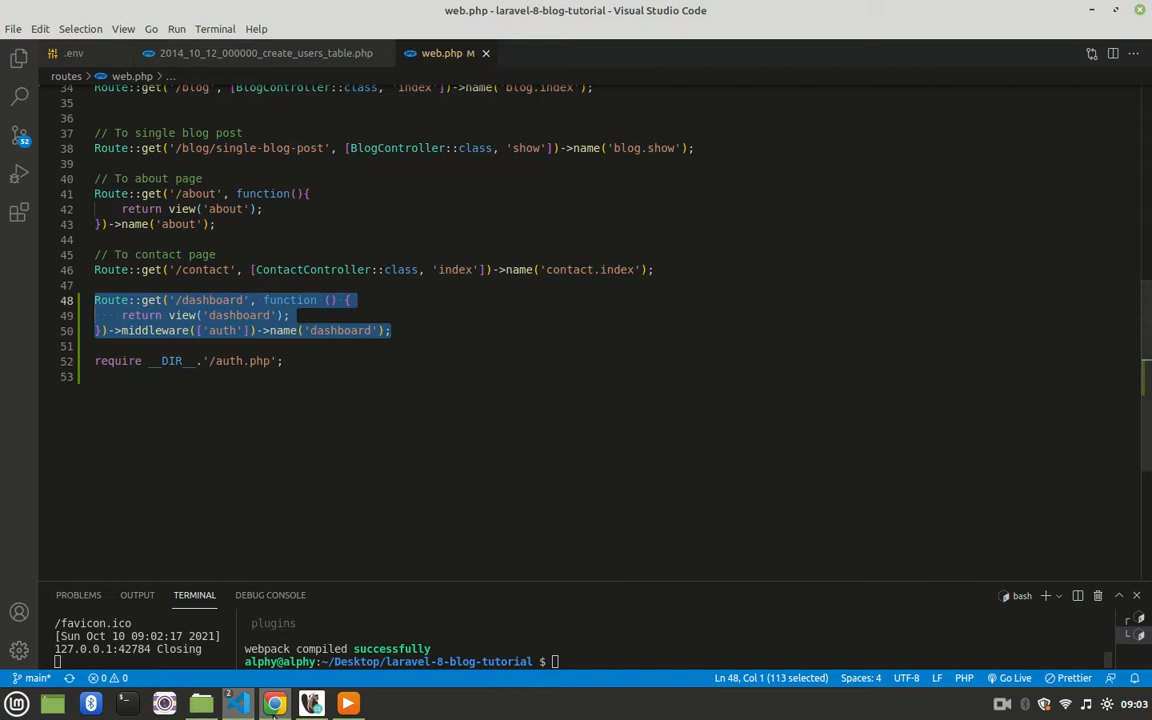 web.php - laravel-8-blog-tutorial - Visual Studio Code
File Edit Selection View Go Run Terminal Help
.env 2014_10_12_000000_create_users_table.php web.php M
routes > web.php > ...
34 Route::get('/blog', [BlogController::class, 'index'])->name('blog.index');
35
36
37 // To single blog post
38 Route::get('/blog/single-blog-post', [BlogController::class, 'show'])->name('blog.show');
39
40 // To about page
41 Route::get('/about', function(){
42 return view('about');
43 })->name('about');
44
45 // To contact page
46 Route::get('/contact', [ContactController::class, 'index'])->name('contact.index');
47
48 Route::get('/dashboard', function () {
49 return view('dashboard');
50 })->middleware(['auth'])->name('dashboard');
51
52 require __DIR__.'/auth.php';
53
52
PROBLEMS OUTPUT TERMINAL DEBUG CONSOLE bash
/favicon.ico
[Sun Oct 10 09:02:17 2021]
127.0.0.1:42784 Closing
plugins
webpack compiled successfully
alphy@alphy:~/Desktop/laravel-8-blog-tutorial $
main* 0 0 Ln 48, Col 1 (113 selected) Spaces: 4 UTF-8 LF PHP Go Live Prettier
2 09:03